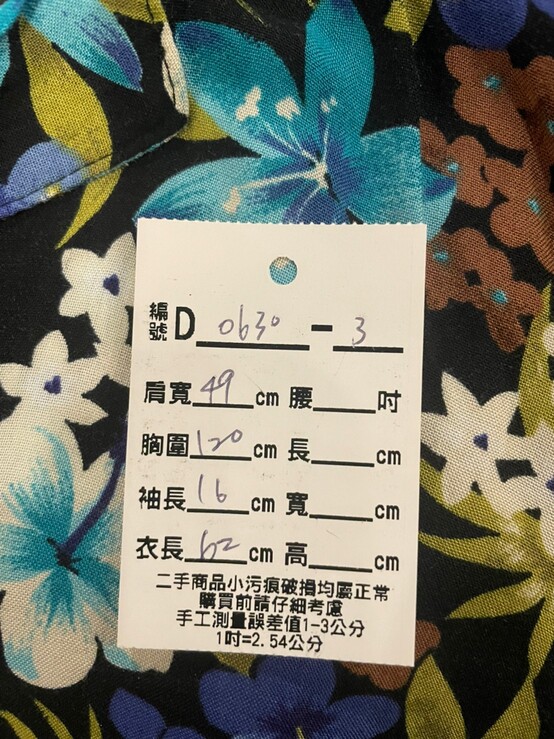 編號D 0630 - 3
肩寬 49 cm 腰 吋
胸圍 120 cm 長 cm
袖長 16 cm 寬 cm
衣長 62 cm 高 cm
二手商品小污痕破損均屬正常
購買前請仔細考慮
手工測量誤差值1-3公分
1吋=2.54公分